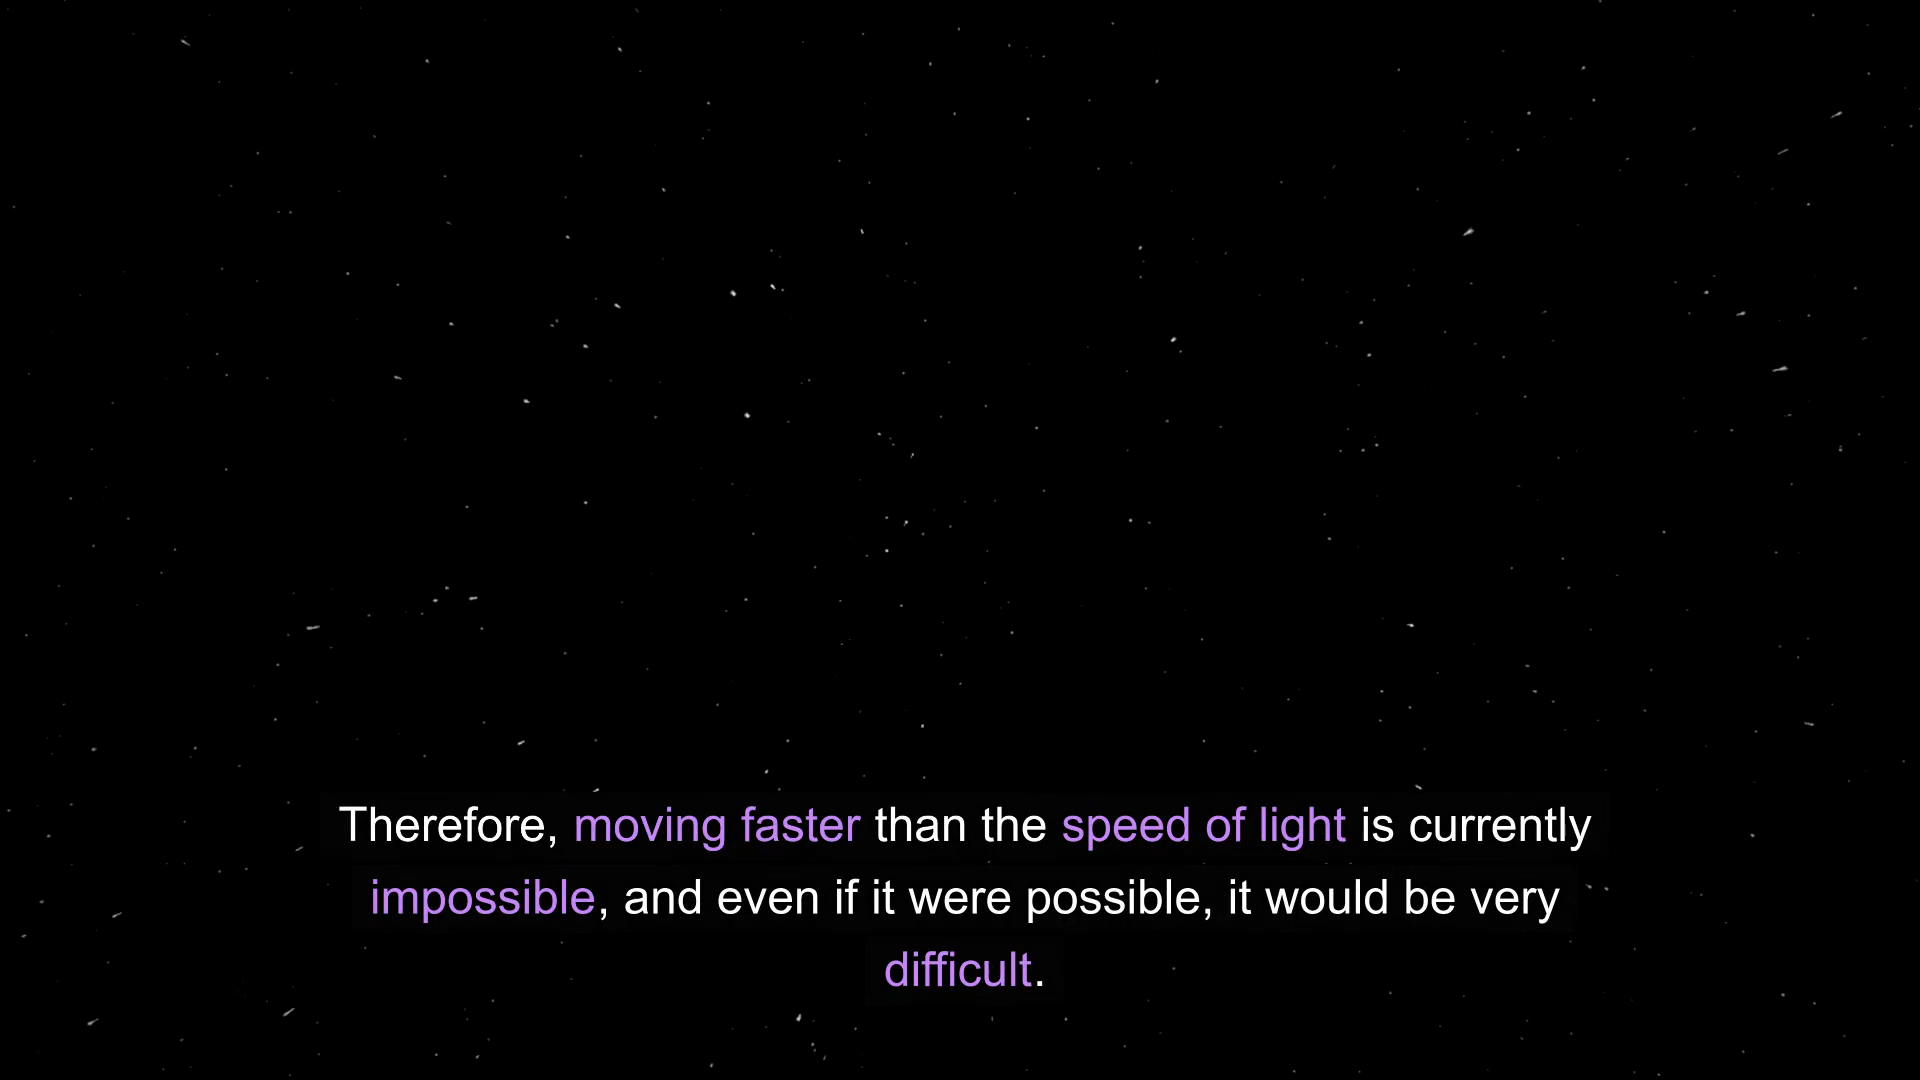 Therefore, moving faster than the speed of light is currently
impossible, and even if it were possible, it would be very
difficult.